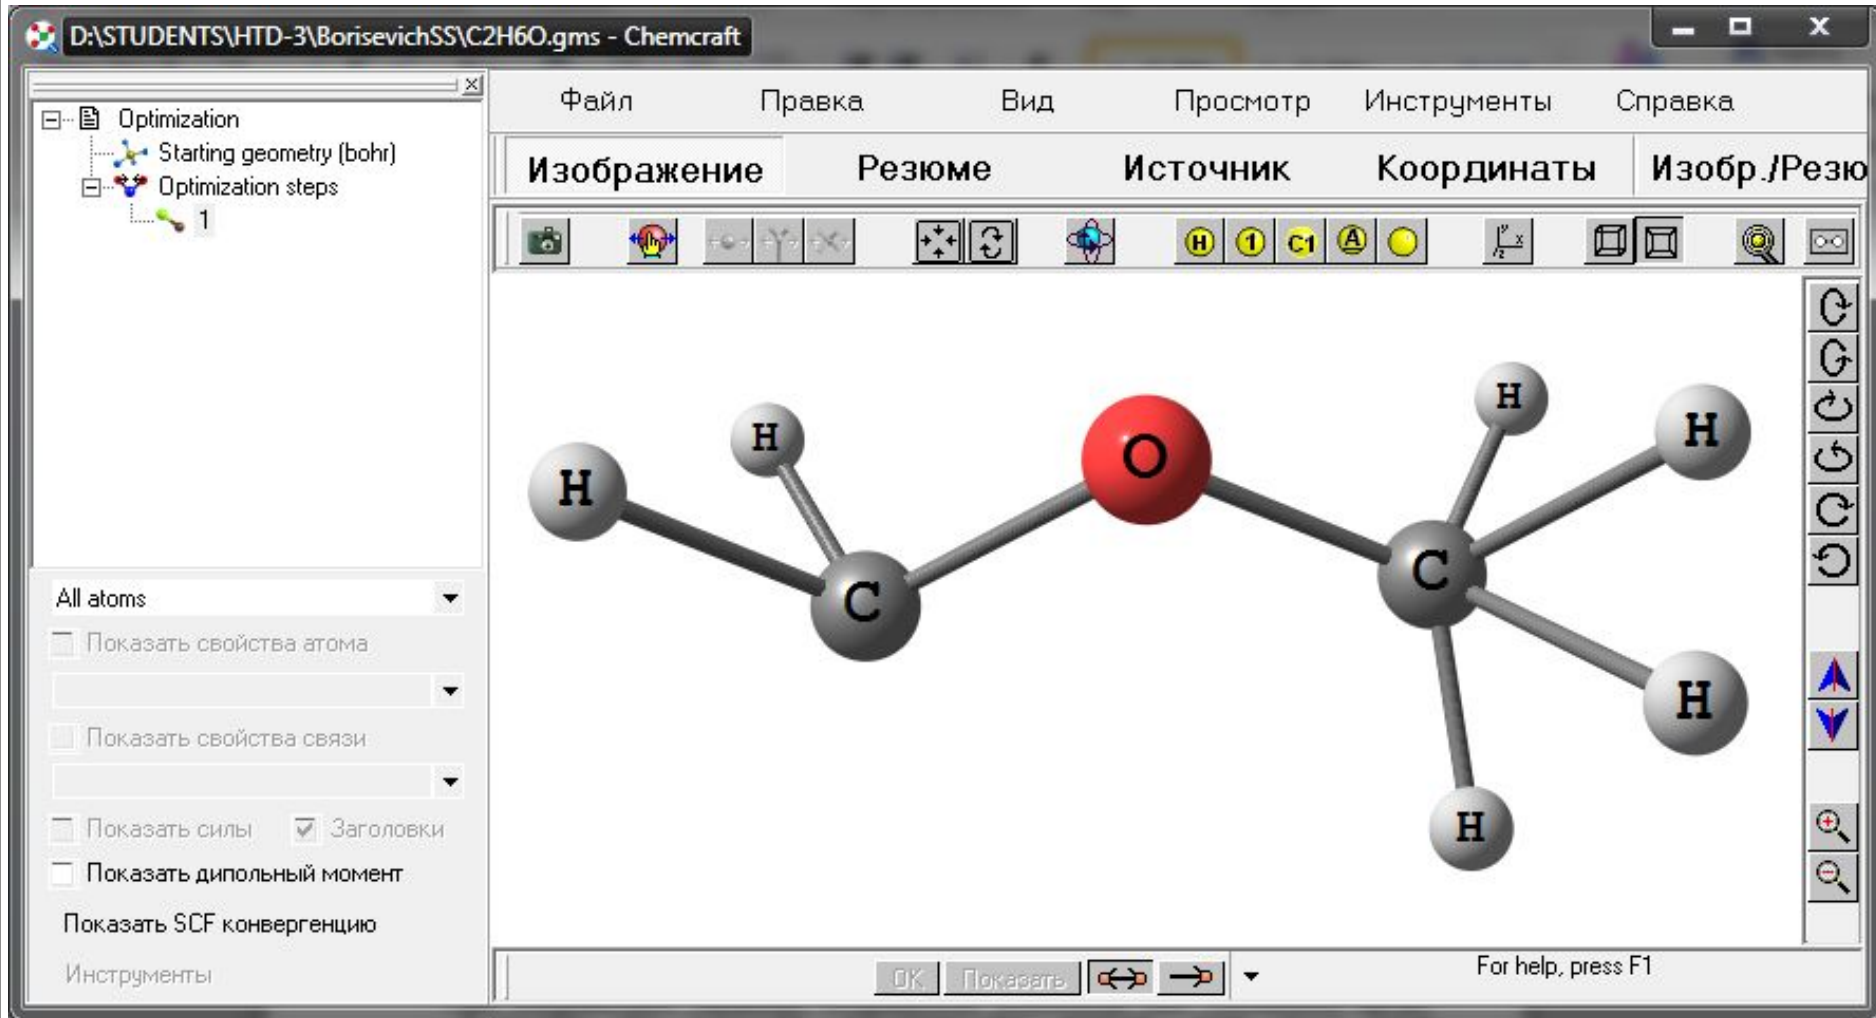 D:\STUDENTS\HTD-3\BorisevichSS\C2H6O.gms - Chemcraft
Optimization
Starting geometry (bohr)
Optimization steps
1
All atoms
Показать свойства атома
Показать свойства связи
Показать силы Заголовки
Показать дипольный момент
Показать SCF конвергенцию
Инструменты
Файл Правка Вид Просмотр Инструменты Справка
Изображение Резюме Источник Координаты Изобр./Резю
H 1 C1 A
y x z
H H O H H
C C
H
H
OK Показать For help, press F1